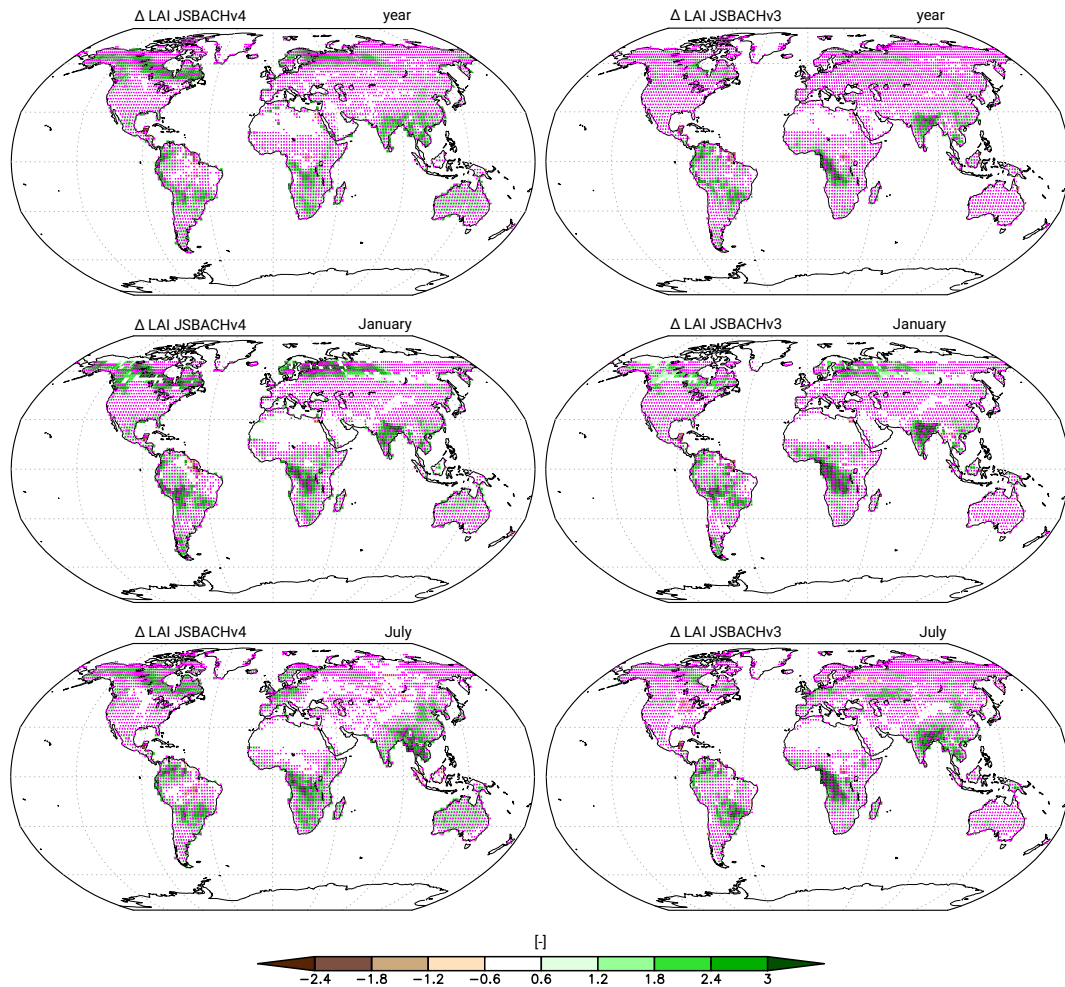 Δ LAI JSBACHv4 year
Δ LAI JSBACHv3 year
Δ LAI JSBACHv4 January
Δ LAI JSBACHv3 January
Δ LAI JSBACHv4 July
Δ LAI JSBACHv3 July
[-]
−2.4 −1.8 −1.2 −0.6 0.6 1.2 1.8 2.4 3